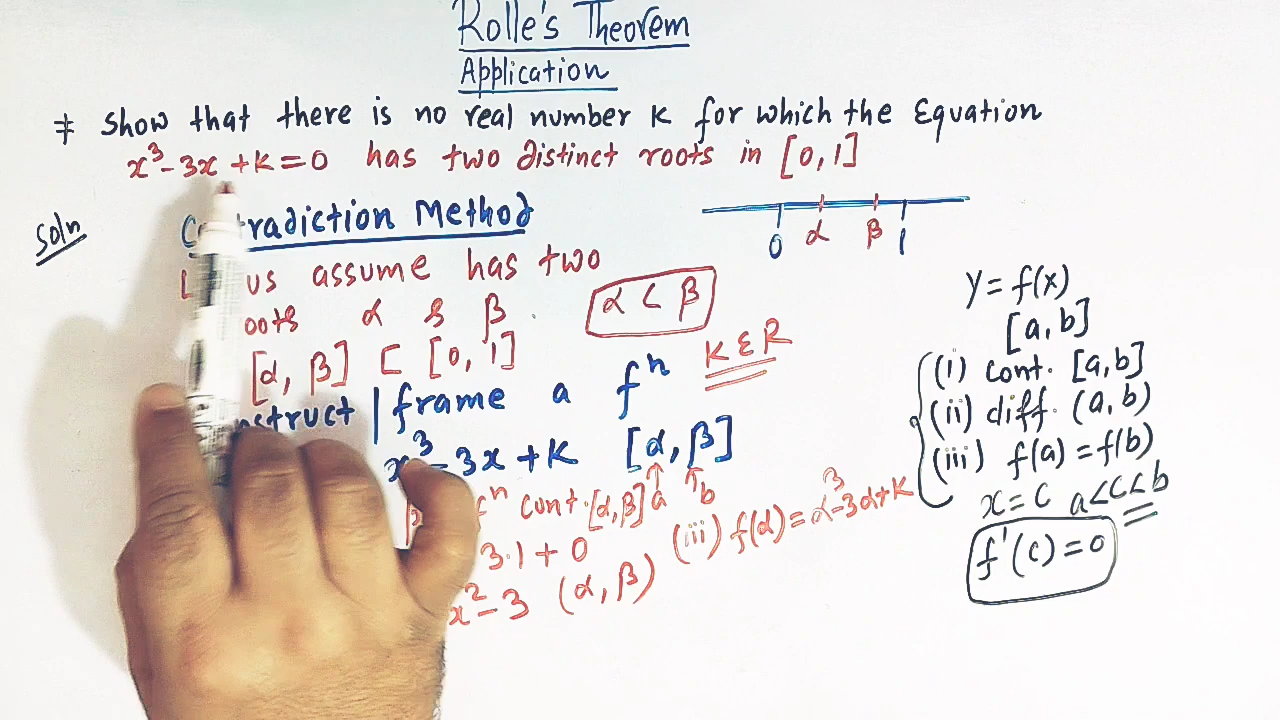 Rolle's Theorem
Application
≠ Show that there is no real number K for which the Equation
x³-3x+K=0 has two distinct roots in [0,1]
Soln
Method
0 α β 1
us assume has two
α & β
α < β
[α, β] ⊂ [0, 1]
K ∈ R
frame a fⁿ
x³-3x+K [α, β]
a b
fⁿ cont. [α, β]
3.1+0
(iii) f(α)=α³-3α+K
x²-3 (α, β)
y=f(x)
[a,b]
(i) cont. [a,b]
(ii) diff. (a,b)
(iii) f(a)=f(b)
x=c a<c<b
f'(c)=0